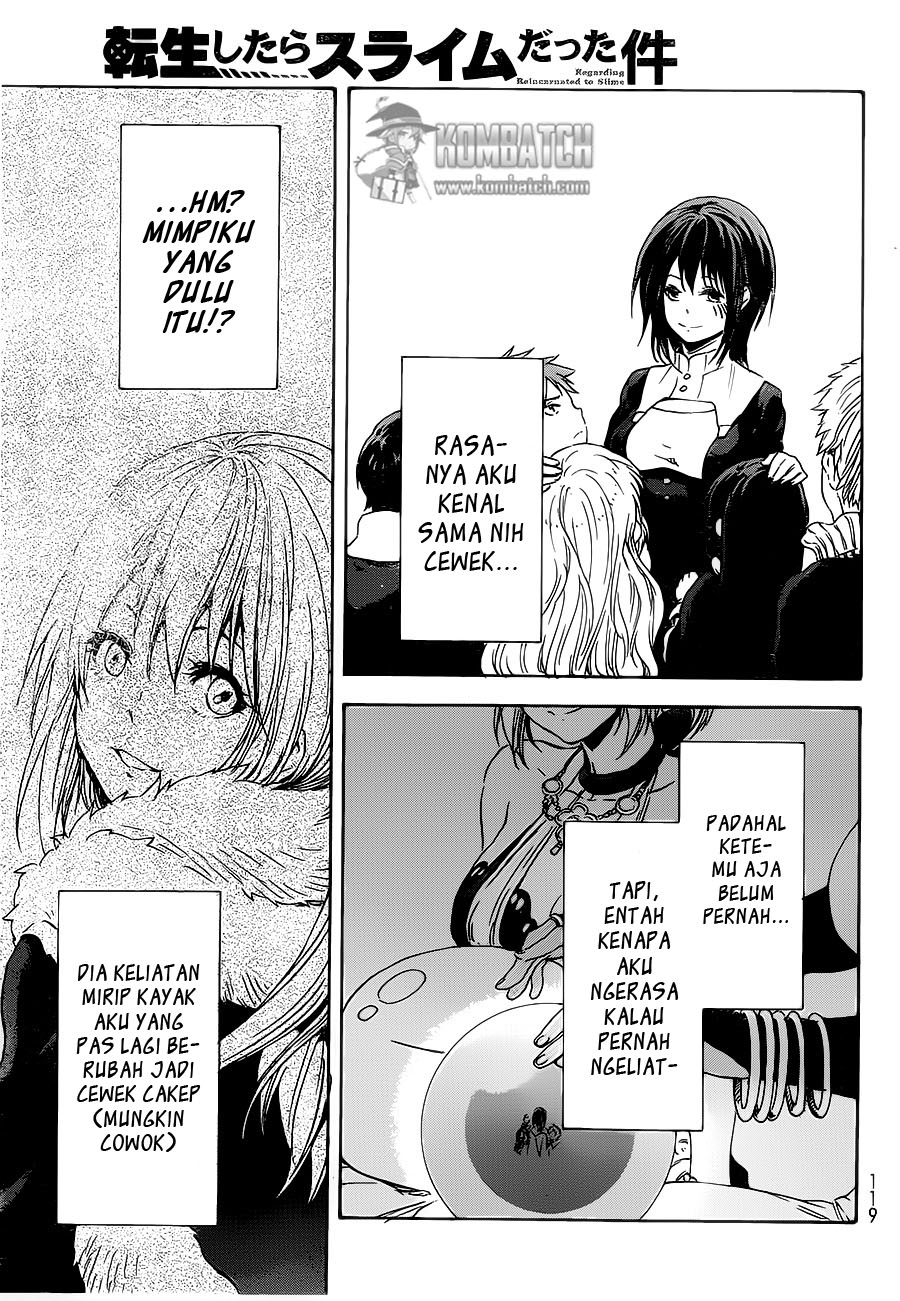 転生したらスライムだった件
Regarding
Reincarnated to Slime
KOMBATCH
www.kombatch.com
RASA-
NYA AKU
KENAL
SAMA NIH
CEWEK...
PADAHAL
KETE-
MU AJA
BELUM
PERNAH...
TAPI,
ENTAH
KENAPA
AKU
NGERASA
KALAU
PERNAH
NGELIAT-
...HM?
MIMPIKU
YANG
DULU
ITU!?
DIA KELIATAN
MIRIP KAYAK
AKU YANG
PAS LAGI BE-
RUBAH JADI
CEWEK CAKEP
(MUNGKIN
COWOK)
119